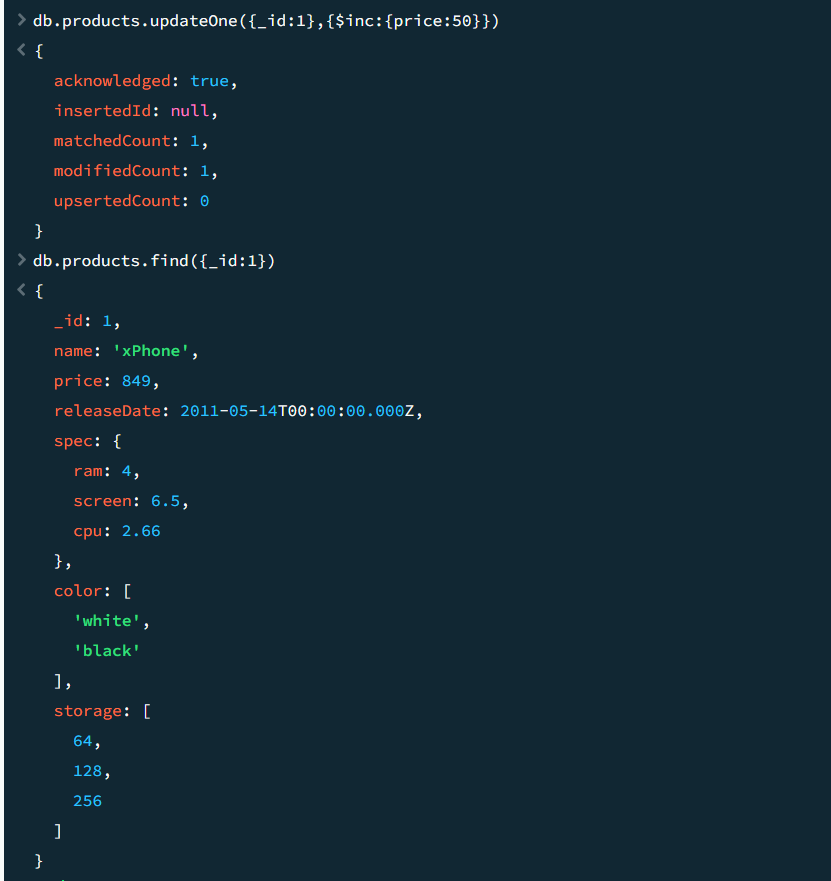 > db.products.updateOne({_id:1},{$inc:{price:50}})
< {
acknowledged: true,
insertedId: null,
matchedCount: 1,
modifiedCount: 1,
upsertedCount: 0
}
> db.products.find({_id:1})
< {
_id: 1,
name: 'xPhone',
price: 849,
releaseDate: 2011-05-14T00:00:00.000Z,
spec: {
ram: 4,
screen: 6.5,
cpu: 2.66
},
color: [
'white',
'black'
],
storage: [
64,
128,
256
]
}